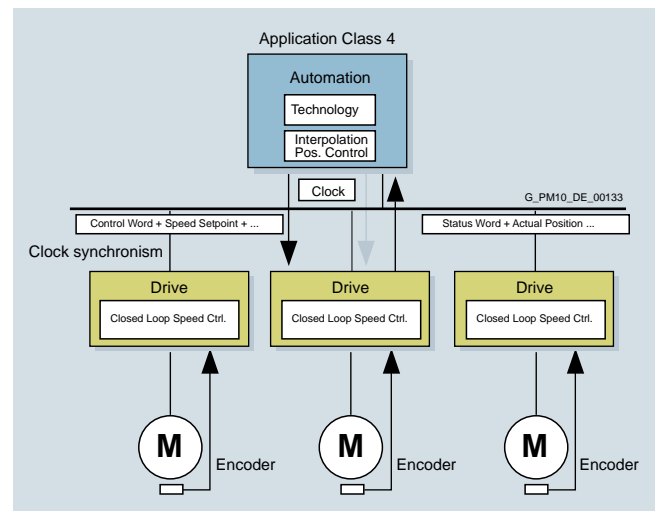 Application Class 4
Automation
Technology
Interpolation
Pos. Control
Clock
G_PM10_DE_00133
Control Word + Speed Setpoint + ...
Status Word + Actual Position ...
Clock synchronism
Drive
Drive
Drive
Closed Loop Speed Ctrl.
Closed Loop Speed Ctrl.
Closed Loop Speed Ctrl.
M
M
M
Encoder
Encoder
Encoder